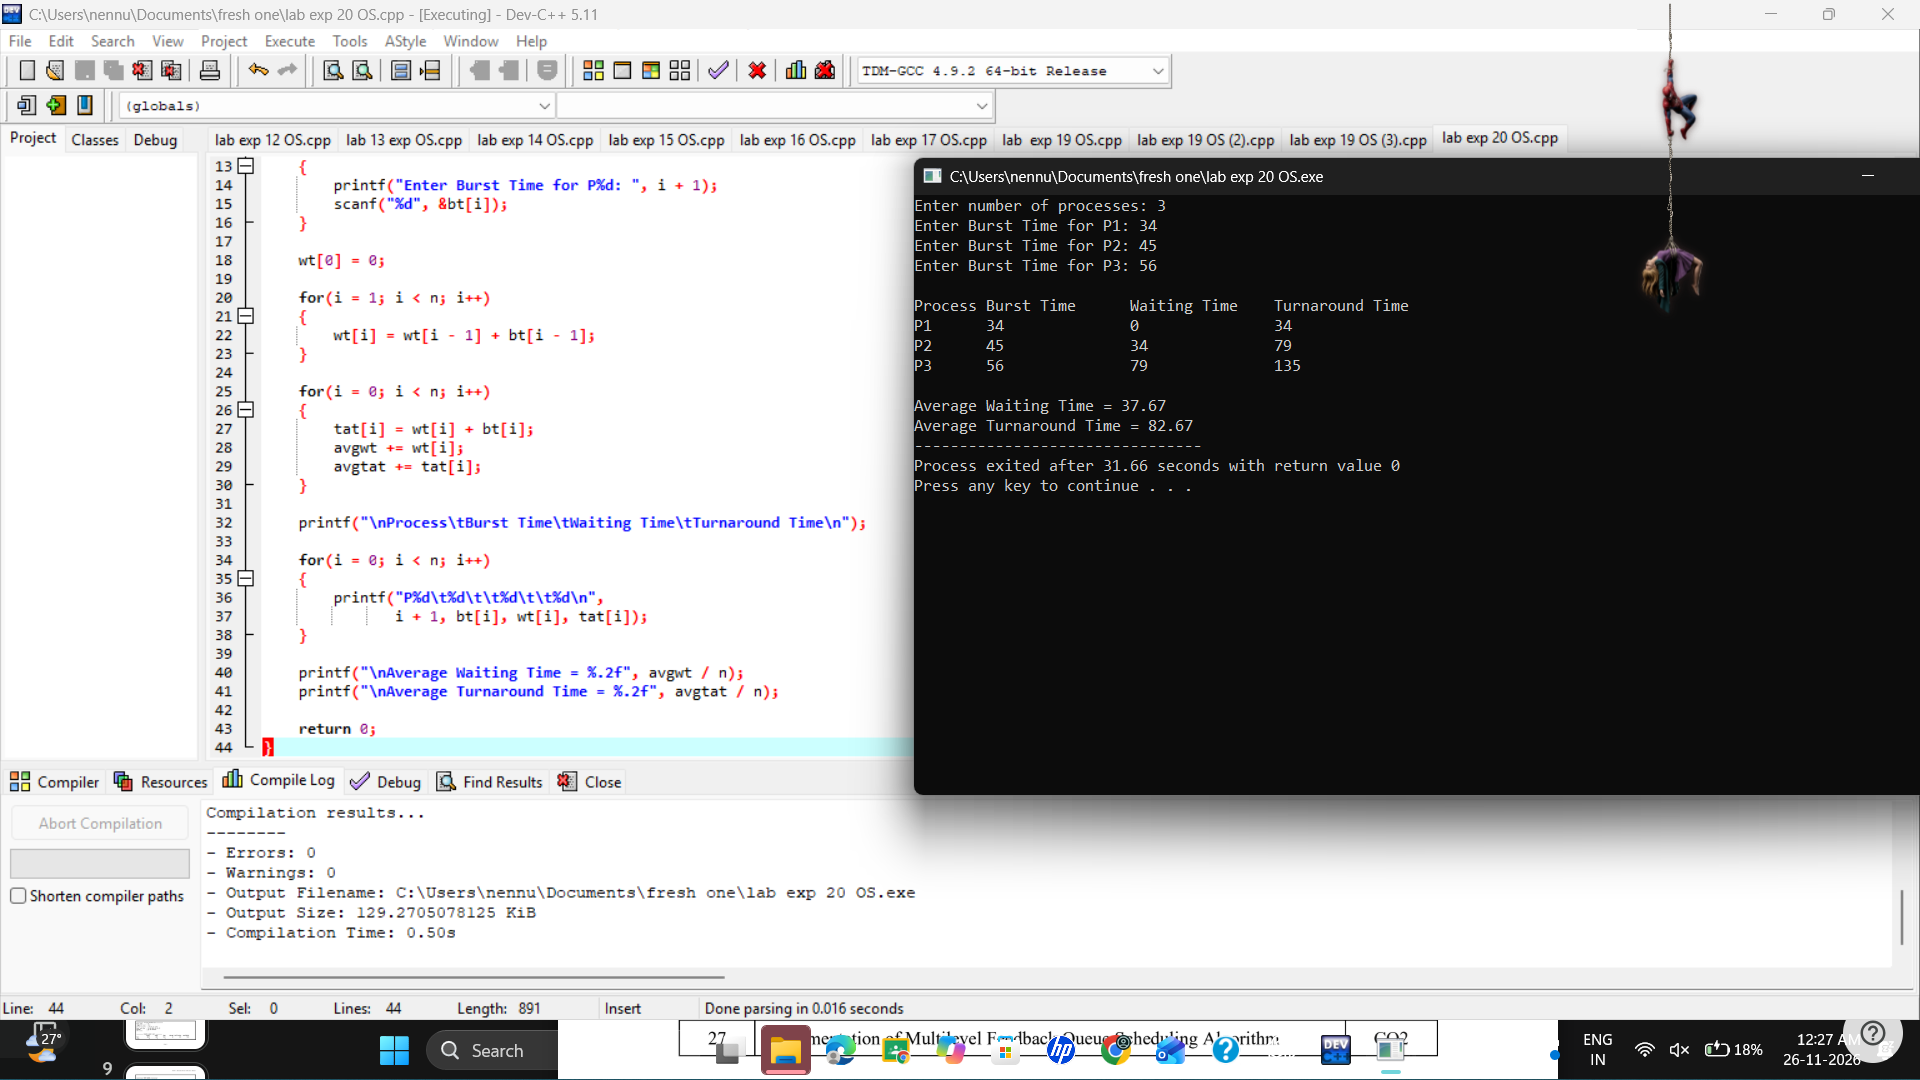 C:\Users\nennu\Documents\fresh one\lab exp 20 OS.cpp - [Executing] - Dev-C++ 5.11
File Edit Search View Project Execute Tools AStyle Window Help
TDM-GCC 4.9.2 64-bit Release
(globals)
Project Classes Debug
lab exp 12 OS.cpp lab 13 exp OS.cpp lab exp 14 OS.cpp lab exp 15 OS.cpp lab exp 16 OS.cpp lab exp 17 OS.cpp lab exp 19 OS.cpp lab exp 19 OS (2).cpp lab exp 19 OS (3).cpp lab exp 20 OS.cpp
13 {
14 printf("Enter Burst Time for P%d: ", i + 1);
15 scanf("%d", &bt[i]);
16 }
17
18 wt[0] = 0;
19
20 for(i = 1; i < n; i++)
21 {
22 wt[i] = wt[i - 1] + bt[i - 1];
23 }
24
25 for(i = 0; i < n; i++)
26 {
27 tat[i] = wt[i] + bt[i];
28 avgwt += wt[i];
29 avgtat += tat[i];
30 }
31
32 printf("\nProcess\tBurst Time\tWaiting Time\tTurnaround Time\n");
33
34 for(i = 0; i < n; i++)
35 {
36 printf("P%d\t%d\t\t%d\t\t%d\n",
37 i + 1, bt[i], wt[i], tat[i]);
38 }
39
40 printf("\nAverage Waiting Time = %.2f", avgwt / n);
41 printf("\nAverage Turnaround Time = %.2f", avgtat / n);
42
43 return 0;
44 }
C:\Users\nennu\Documents\fresh one\lab exp 20 OS.exe
Enter number of processes: 3
Enter Burst Time for P1: 34
Enter Burst Time for P2: 45
Enter Burst Time for P3: 56
Process Burst Time Waiting Time Turnaround Time
P1 34 0 34
P2 45 34 79
P3 56 79 135
Average Waiting Time = 37.67
Average Turnaround Time = 82.67
--------------------------------
Process exited after 31.66 seconds with return value 0
Press any key to continue . . .
Compiler Resources Compile Log Debug Find Results Close
Abort Compilation
Shorten compiler paths
Compilation results...
--------
- Errors: 0
- Warnings: 0
- Output Filename: C:\Users\nennu\Documents\fresh one\lab exp 20 OS.exe
- Output Size: 129.2705078125 KiB
- Compilation Time: 0.50s
Line: 44 Col: 2 Sel: 0 Lines: 44 Length: 891 Insert Done parsing in 0.016 seconds
27°
9
Search
27 of Queue Scheduling Algorithm CO2
DEV
hp
ENG
IN
18%
12:27 AM
26-11-2026